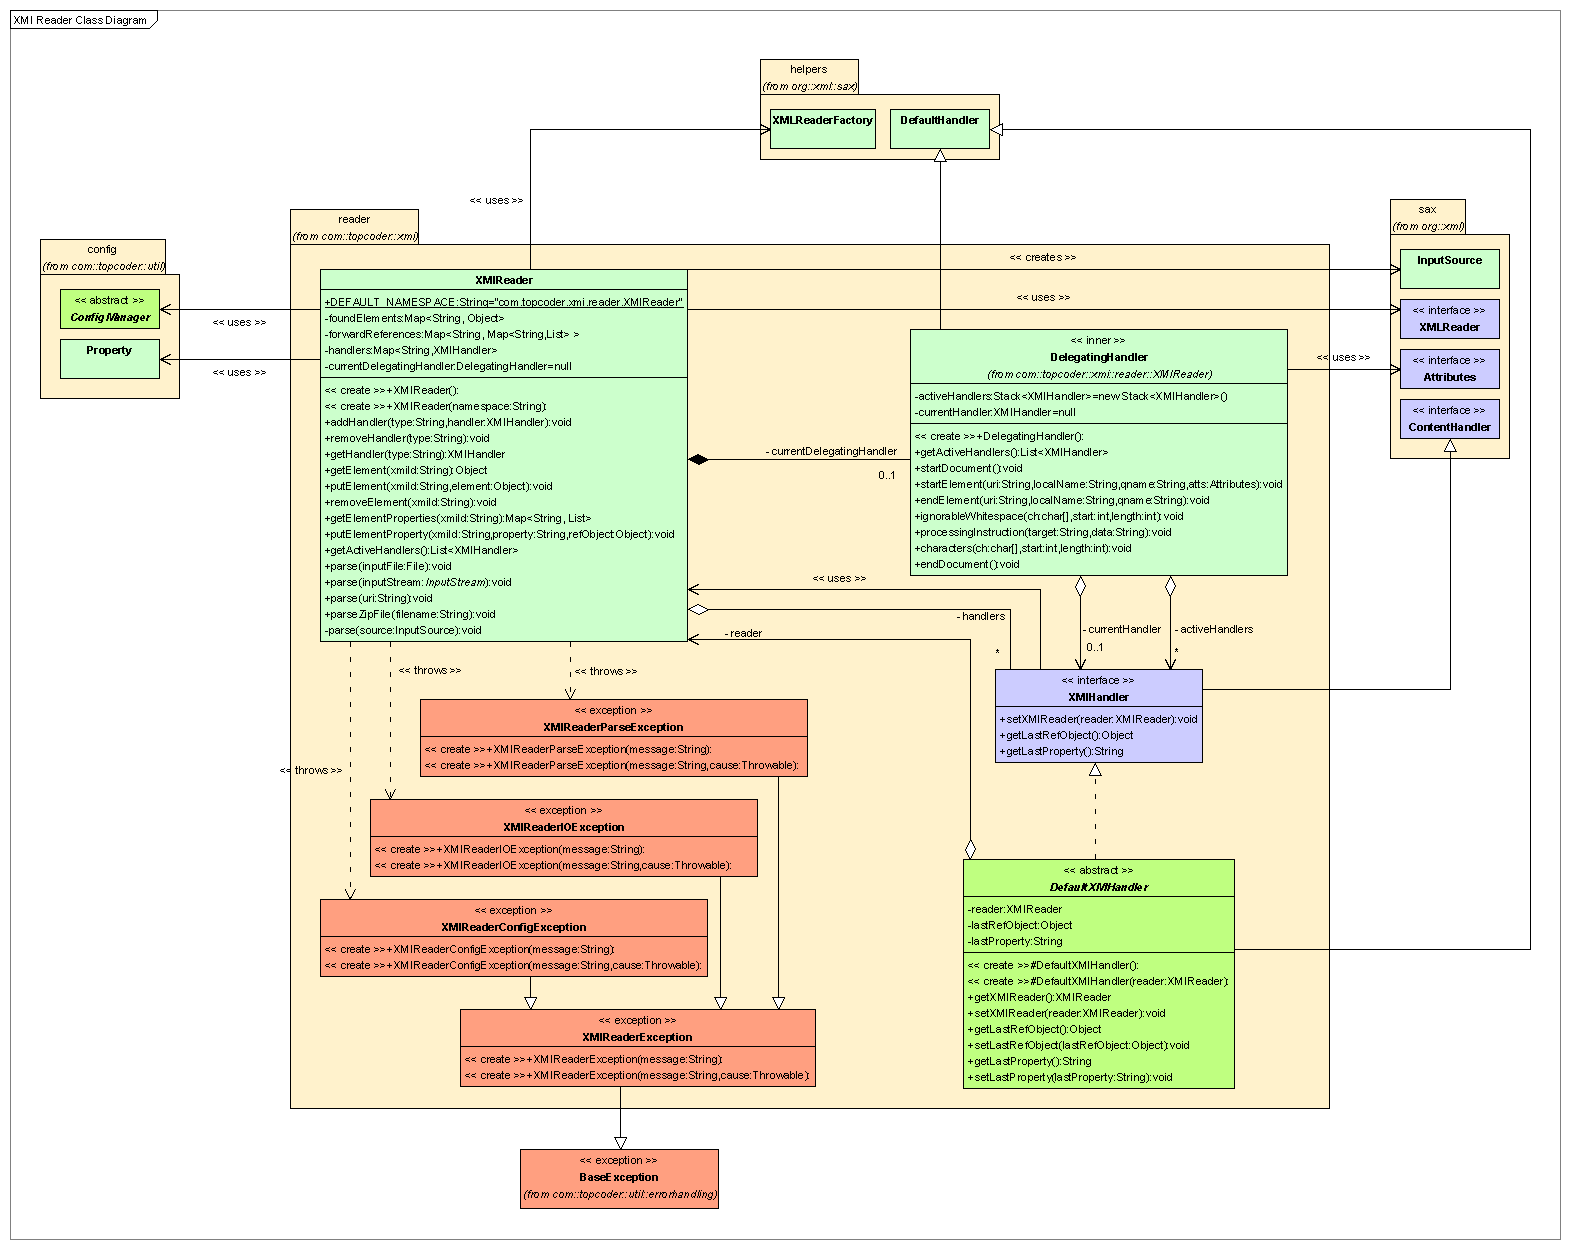 XMI Reader Class Diagram
helpers
(from org::xml::sax)
XMLReaderFactory
DefaultHandler
<< uses >>
sax
(from org::xml)
InputSource
<< interface >>
XMLReader
<< interface >>
Attributes
<< interface >>
ContentHandler
reader
(from com::topcoder::xmi)
config
(from com::topcoder::util)
<< abstract >>
ConfigManager
Property
<< uses >>
<< uses >>
<< creates >>
<< uses >>
<< uses >>
XMIReader
+DEFAULT_NAMESPACE:String="com.topcoder.xmi.reader.XMIReader"
-foundElements:Map<String, Object>
-forwardReferences:Map<String, Map<String,List> >
-handlers:Map<String,XMIHandler>
-currentDelegatingHandler:DelegatingHandler=null
<< create >>+XMIReader():
<< create >>+XMIReader(namespace:String):
+addHandler(type:String,handler:XMIHandler):void
+removeHandler(type:String):void
+getHandler(type:String):XMIHandler
+getElement(xmiId:String):Object
+putElement(xmiId:String,element:Object):void
+removeElement(xmiId:String):void
+getElementProperties(xmiId:String):Map<String, List>
+putElementProperty(xmiId:String,property:String,refObject:Object):void
+getActiveHandlers():List<XMIHandler>
+parse(inputFile:File):void
+parse(inputStream:InputStream):void
+parse(uri:String):void
+parseZipFile(filename:String):void
-parse(source:InputSource):void
<< inner >>
DelegatingHandler
(from com::topcoder::xmi::reader::XMIReader)
-activeHandlers:Stack<XMIHandler>=new Stack<XMIHandler>()
-currentHandler:XMIHandler=null
<< create >>+DelegatingHandler():
+getActiveHandlers():List<XMIHandler>
+startDocument():void
+startElement(uri:String,localName:String,qname:String,atts:Attributes):void
+endElement(uri:String,localName:String,qname:String):void
+ignorableWhitespace(ch:char[],start:int,length:int):void
+processingInstruction(target:String,data:String):void
+characters(ch:char[],start:int,length:int):void
+endDocument():void
- currentDelegatingHandler
0..1
<< uses >>
- handlers
*
- reader
- currentHandler
0..1
- activeHandlers
*
<< interface >>
XMIHandler
+setXMIReader(reader:XMIReader):void
+getLastRefObject():Object
+getLastProperty():String
<< throws >>
<< throws >>
<< throws >>
<< exception >>
XMIReaderParseException
<< create >>+XMIReaderParseException(message:String):
<< create >>+XMIReaderParseException(message:String,cause:Throwable):
<< exception >>
XMIReaderIOException
<< create >>+XMIReaderIOException(message:String):
<< create >>+XMIReaderIOException(message:String,cause:Throwable):
<< exception >>
XMIReaderConfigException
<< create >>+XMIReaderConfigException(message:String):
<< create >>+XMIReaderConfigException(message:String,cause:Throwable):
<< exception >>
XMIReaderException
<< create >>+XMIReaderException(message:String):
<< create >>+XMIReaderException(message:String,cause:Throwable):
<< abstract >>
DefaultXMIHandler
-reader:XMIReader
-lastRefObject:Object
-lastProperty:String
<< create >>#DefaultXMIHandler():
<< create >>#DefaultXMIHandler(reader:XMIReader):
+getXMIReader():XMIReader
+setXMIReader(reader:XMIReader):void
+getLastRefObject():Object
+setLastRefObject(lastRefObject:Object):void
+getLastProperty():String
+setLastProperty(lastProperty:String):void
<< exception >>
BaseException
(from com::topcoder::util::errorhandling)